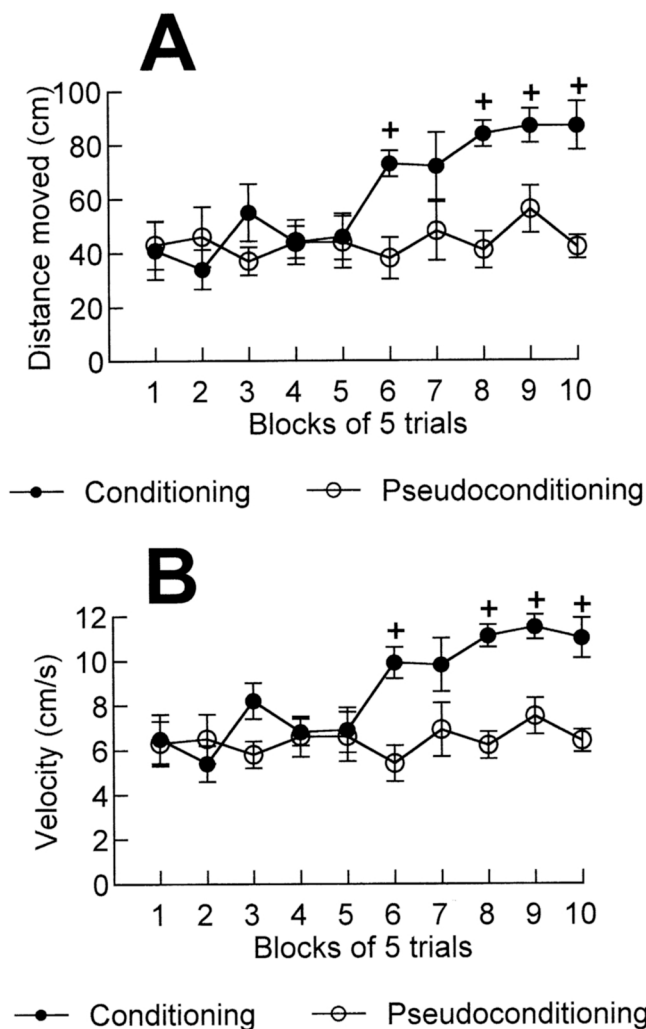 A
+ + + +
100
80
60
40
20
0
Distance moved (cm)
1 2 3 4 5 6 7 8 9 10
Blocks of 5 trials
Conditioning Pseudoconditioning
B
+ + + +
12
10
8
6
4
2
0
Velocity (cm/s)
1 2 3 4 5 6 7 8 9 10
Blocks of 5 trials
Conditioning Pseudoconditioning